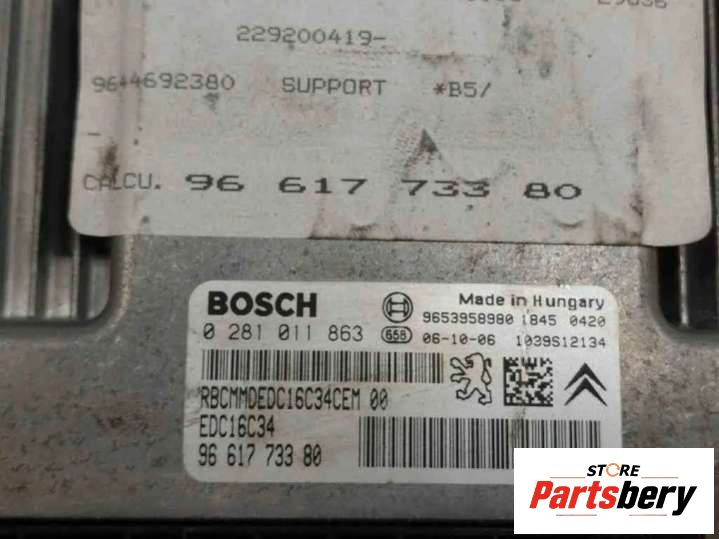 229200419-
9644692380 SUPPORT *B5/
-
CALCU. 96 617 733 80
BOSCH Made in Hungary
0 281 011 863 656 9653958980 1845 0420
06-10-06 1039S12134
RBCMMDEDC16C34CEM 00
EDC16C34
96 617 733 80
STORE
Partsbery